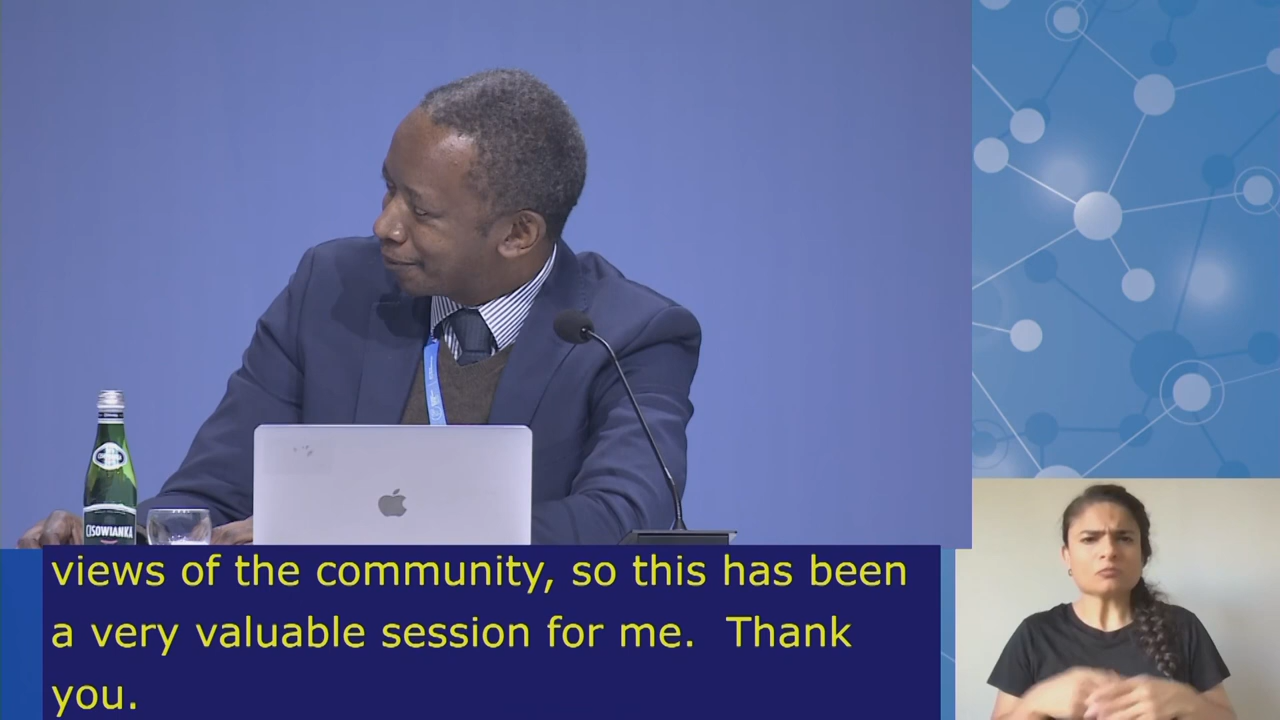 CISOWIANKA
views of the community, so this has been
a very valuable session for me.  Thank
you.